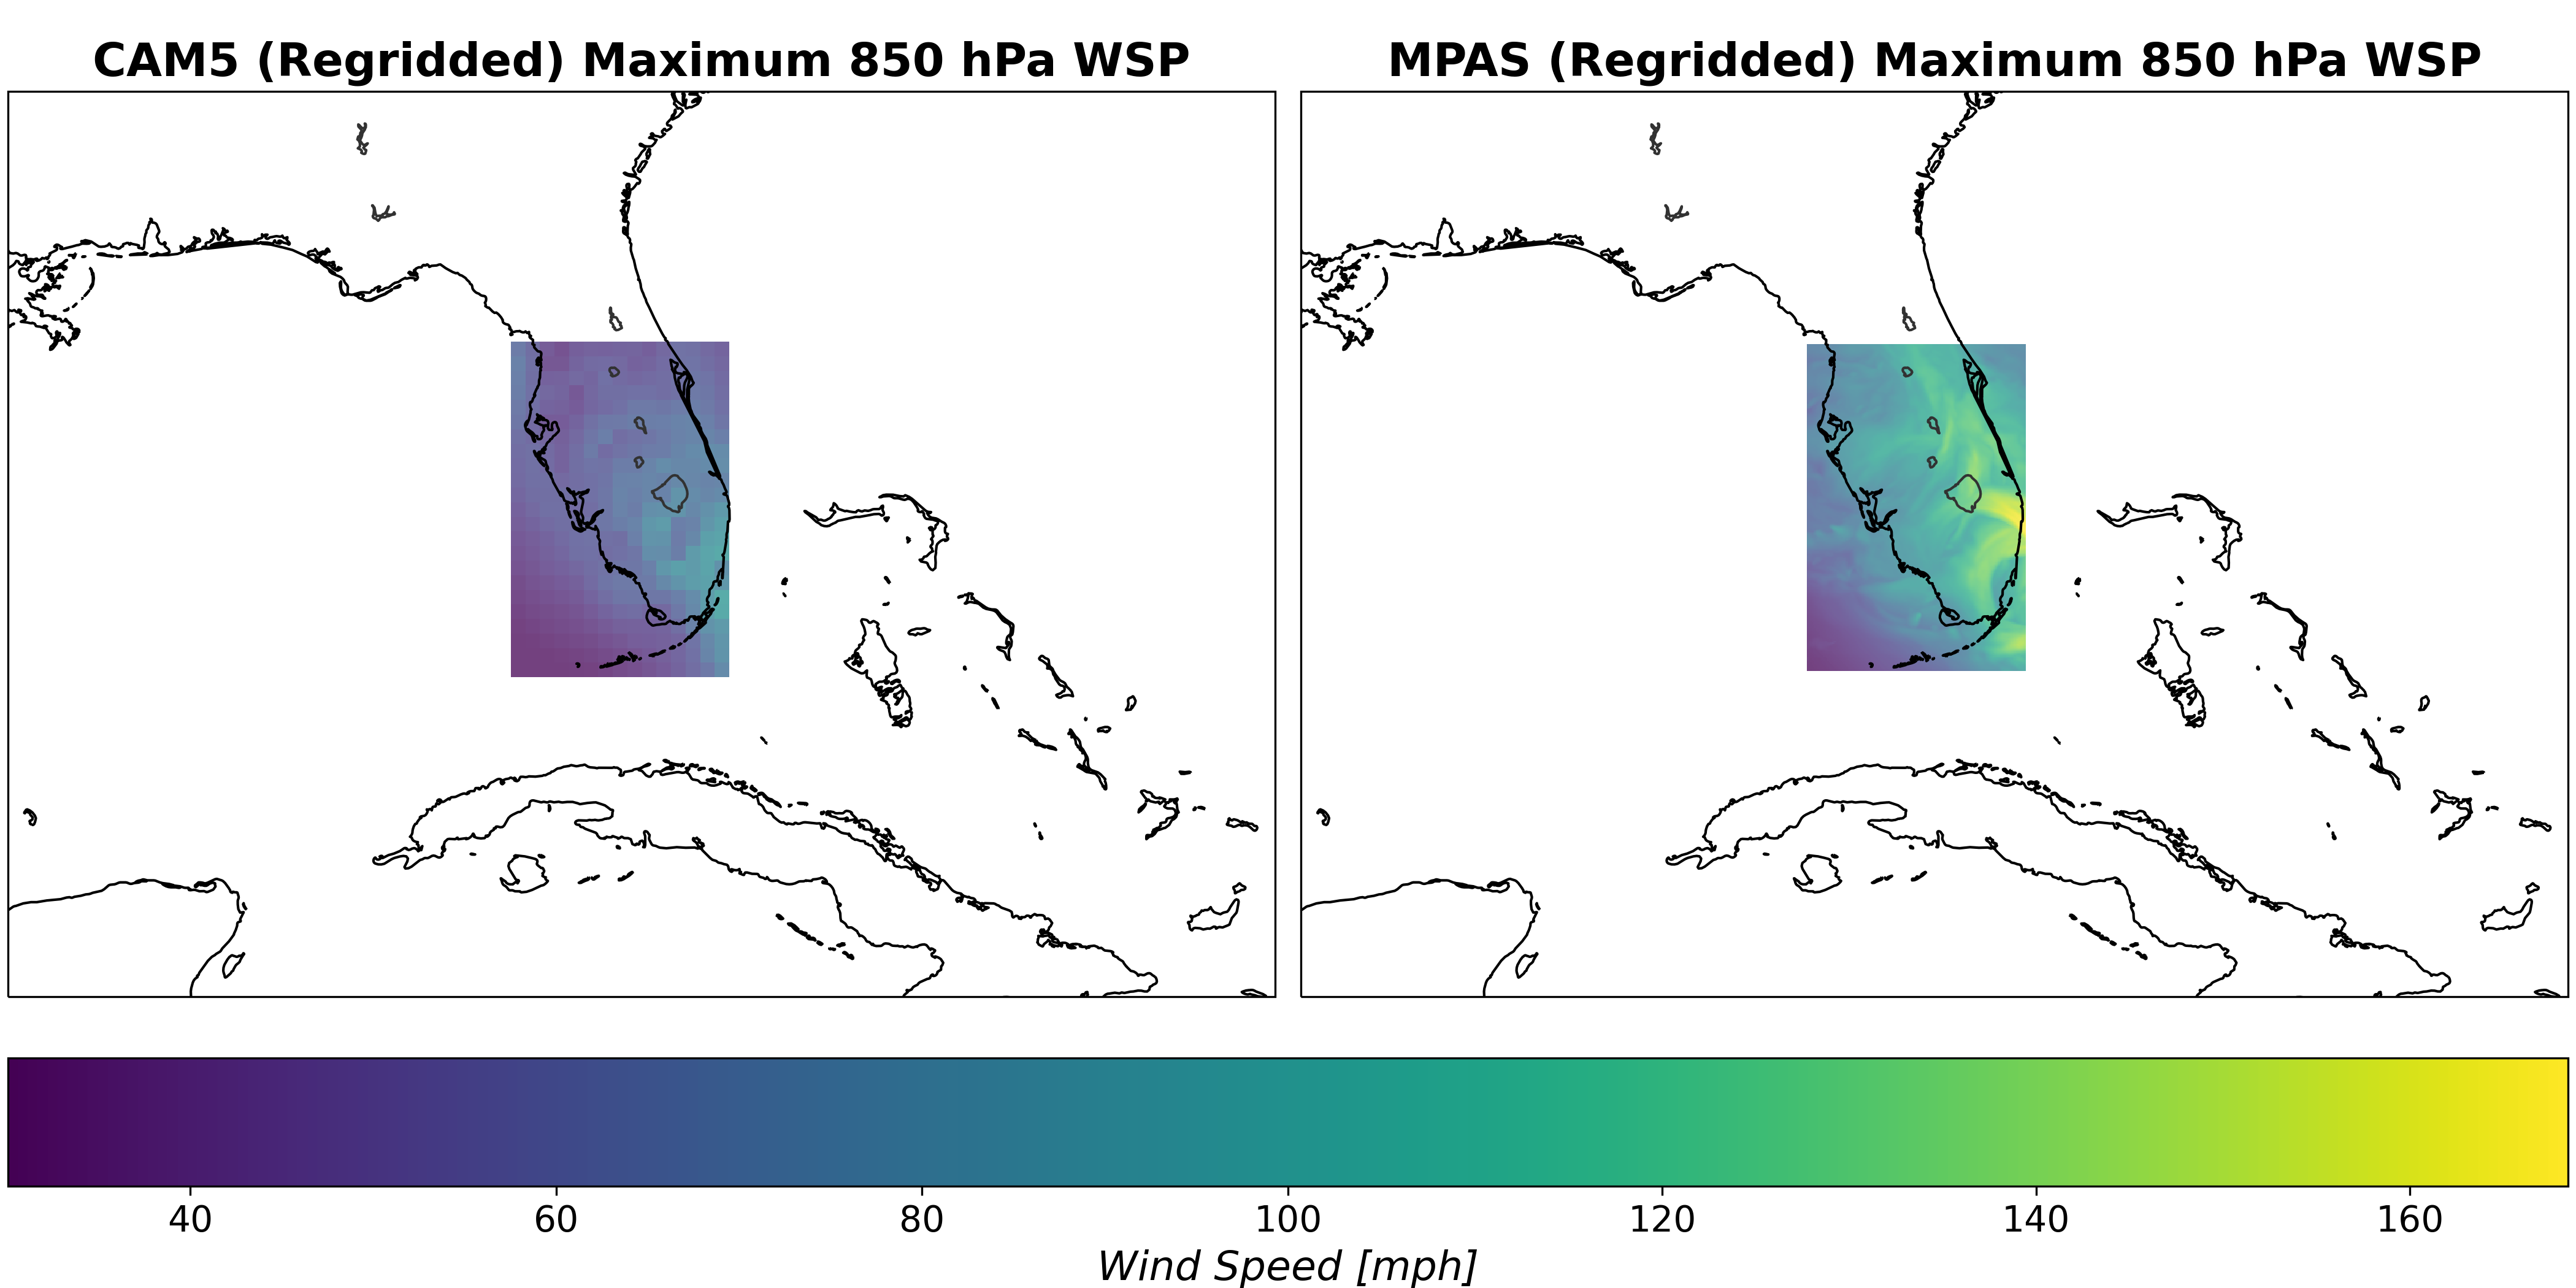 CAM5 (Regridded) Maximum 850 hPa WSP
MPAS (Regridded) Maximum 850 hPa WSP
40 60 80 100 120 140 160
Wind Speed [mph]